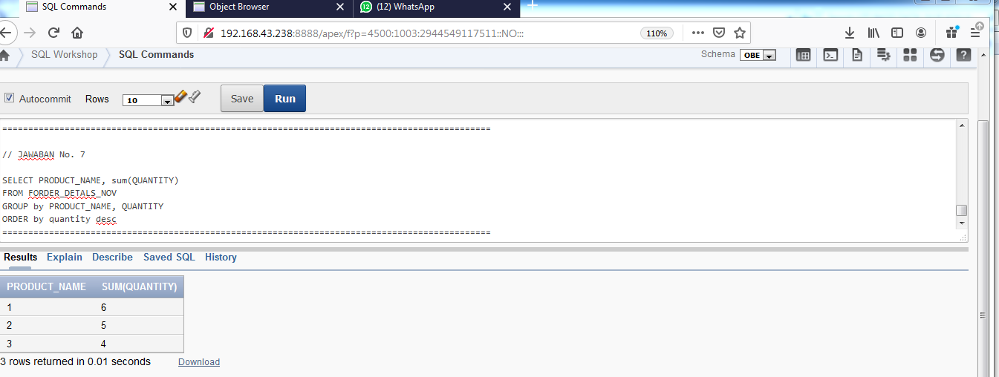 SQL Commands
Object Browser
(12) WhatsApp
192.168.43.238:8888/apex/f?p=4500:1003:2944549117511::NO:::
110%
SQL Workshop
SQL Commands
Schema
OBE
Autocommit
Rows
10
Save
Run
==============================================================================================
// JAWABAN No. 7
SELECT PRODUCT_NAME, sum(QUANTITY)
FROM FORDER_DETALS_NOV
GROUP by PRODUCT_NAME, QUANTITY
ORDER by quantity desc
==============================================================================================
Results Explain Describe Saved SQL History
PRODUCT_NAME SUM(QUANTITY)
1 6
2 5
3 4
3 rows returned in 0.01 seconds Download